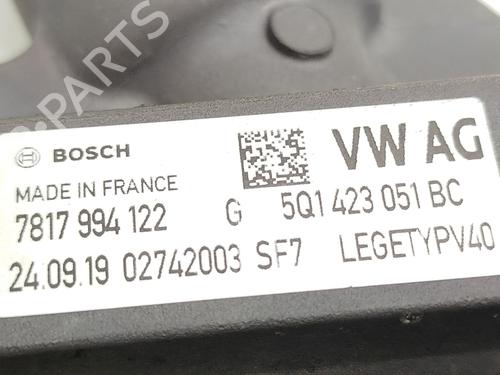 B-PARTS
BOSCH
VW AG
MADE IN FRANCE
7817 994 122 G 5Q1 423 051 BC
24.09.19 02742003 SF7 LEGETYPV40